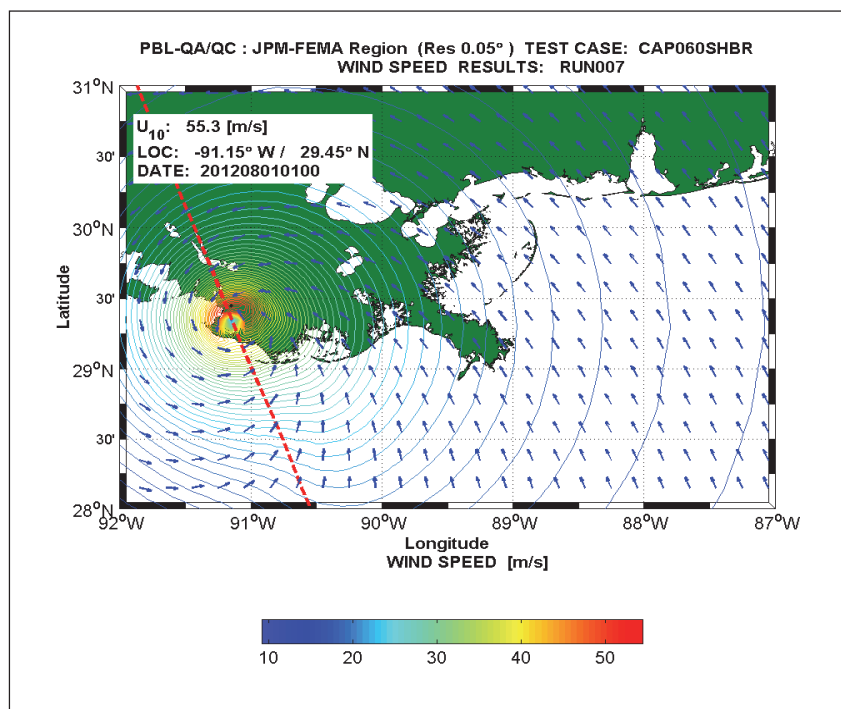 PBL-QA/QC : JPM-FEMA Region (Res 0.05° ) TEST CASE: CAP060SHBR
WIND SPEED RESULTS: RUN007
31°N
U10: 55.3 [m/s]
LOC: -91.15° W / 29.45° N
DATE: 201208010100
30'
30°N
Latitude
30'
29°N
30'
28°N
92°W 91°W 90°W 89°W 88°W 87°W
Longitude
WIND SPEED [m/s]
10 20 30 40 50